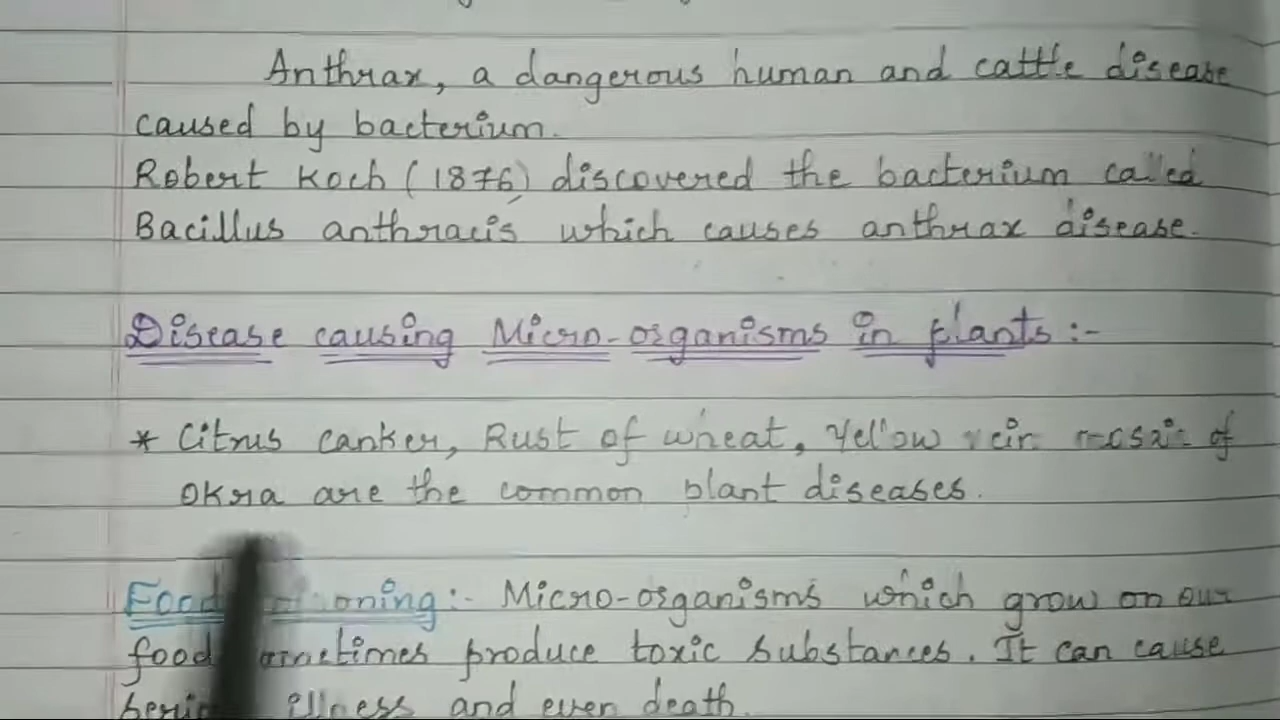 Anthrax, a dangerous human and cattle disease
caused by bacterium.
Robert Koch (1876) discovered the bacterium called
Bacillus anthracis which causes anthrax disease.
Disease causing Micro-organisms in plants :-
* Citrus canker, Rust of wheat, Yellow vein mosaic of
Okra are the common plant diseases.
Food :- Micro-organisms which grow on our
food sometimes produce toxic substances. It can cause
illness and even death.